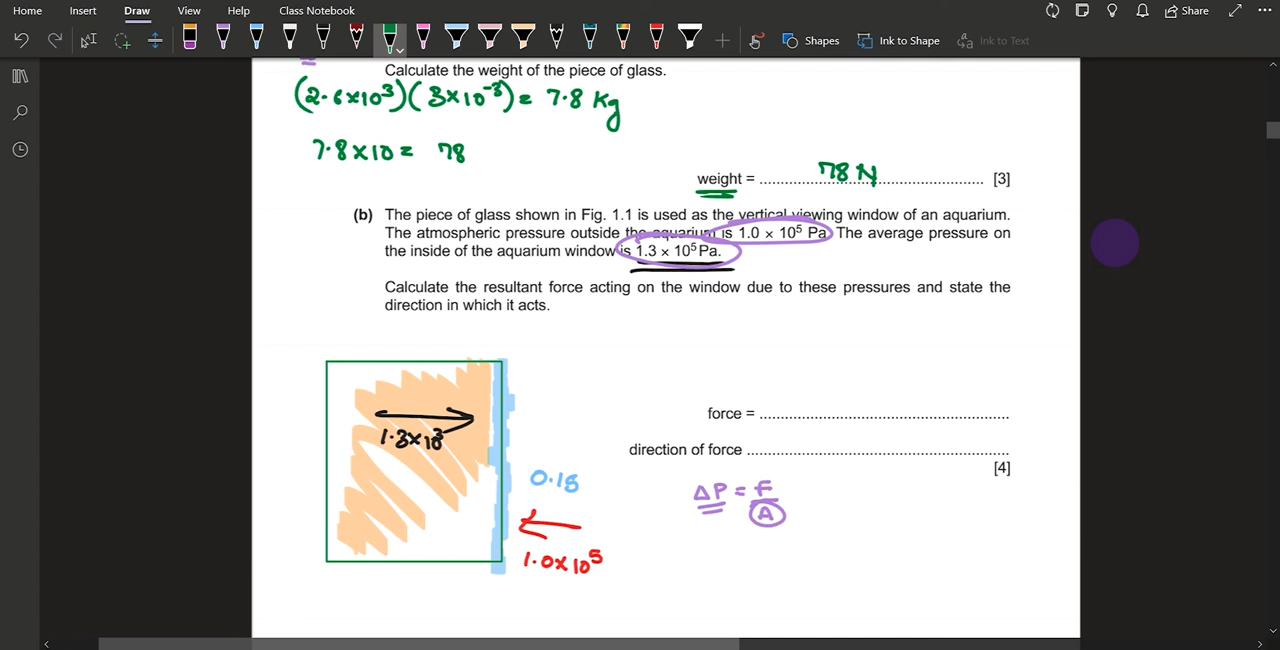 Home Insert Draw View Help Class Notebook Share
Shapes Ink to Shape Ink to Text
Calculate the weight of the piece of glass.
(2.6×10³)(3×10⁻³) = 7.8 Kg
7.8×10 = 78
weight = 78 N [3]
(b) The piece of glass shown in Fig. 1.1 is used as the vertical viewing window of an aquarium.
The atmospheric pressure outside the aquarium is 1.0 × 10⁵ Pa. The average pressure on
the inside of the aquarium window is 1.3 × 10⁵ Pa.
Calculate the resultant force acting on the window due to these pressures and state the
direction in which it acts.
force = ..........
1.3×10
direction of force ..........
[4]
0.18
ΔP = F/A
1.0×10⁵